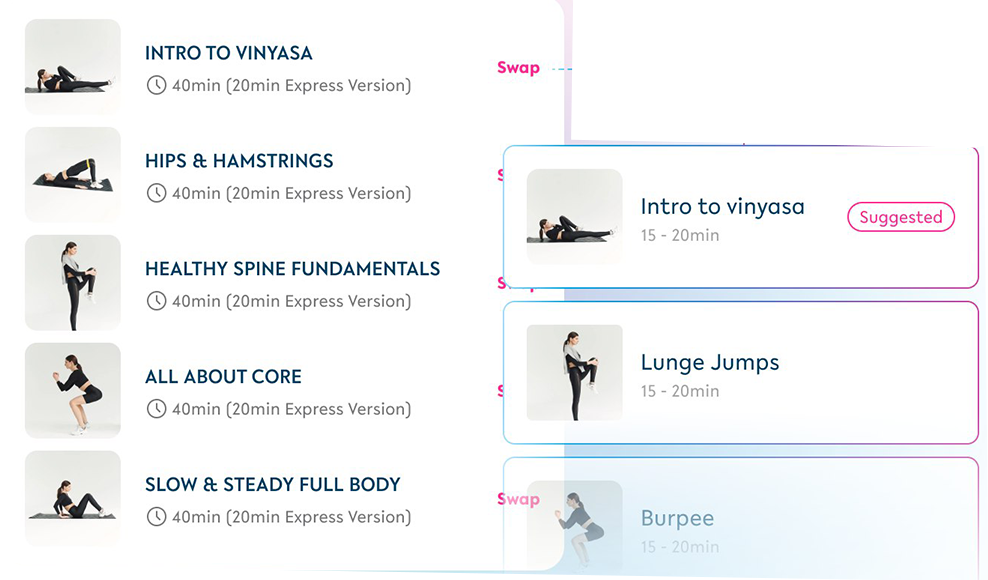 INTRO TO VINYASA
40min (20min Express Version)
Swap
HIPS & HAMSTRINGS
40min (20min Express Version)
HEALTHY SPINE FUNDAMENTALS
40min (20min Express Version)
ALL ABOUT CORE
40min (20min Express Version)
SLOW & STEADY FULL BODY
40min (20min Express Version)
Swap
Intro to vinyasa
15 - 20min
Suggested
Lunge Jumps
15 - 20min
Burpee
15 - 20min